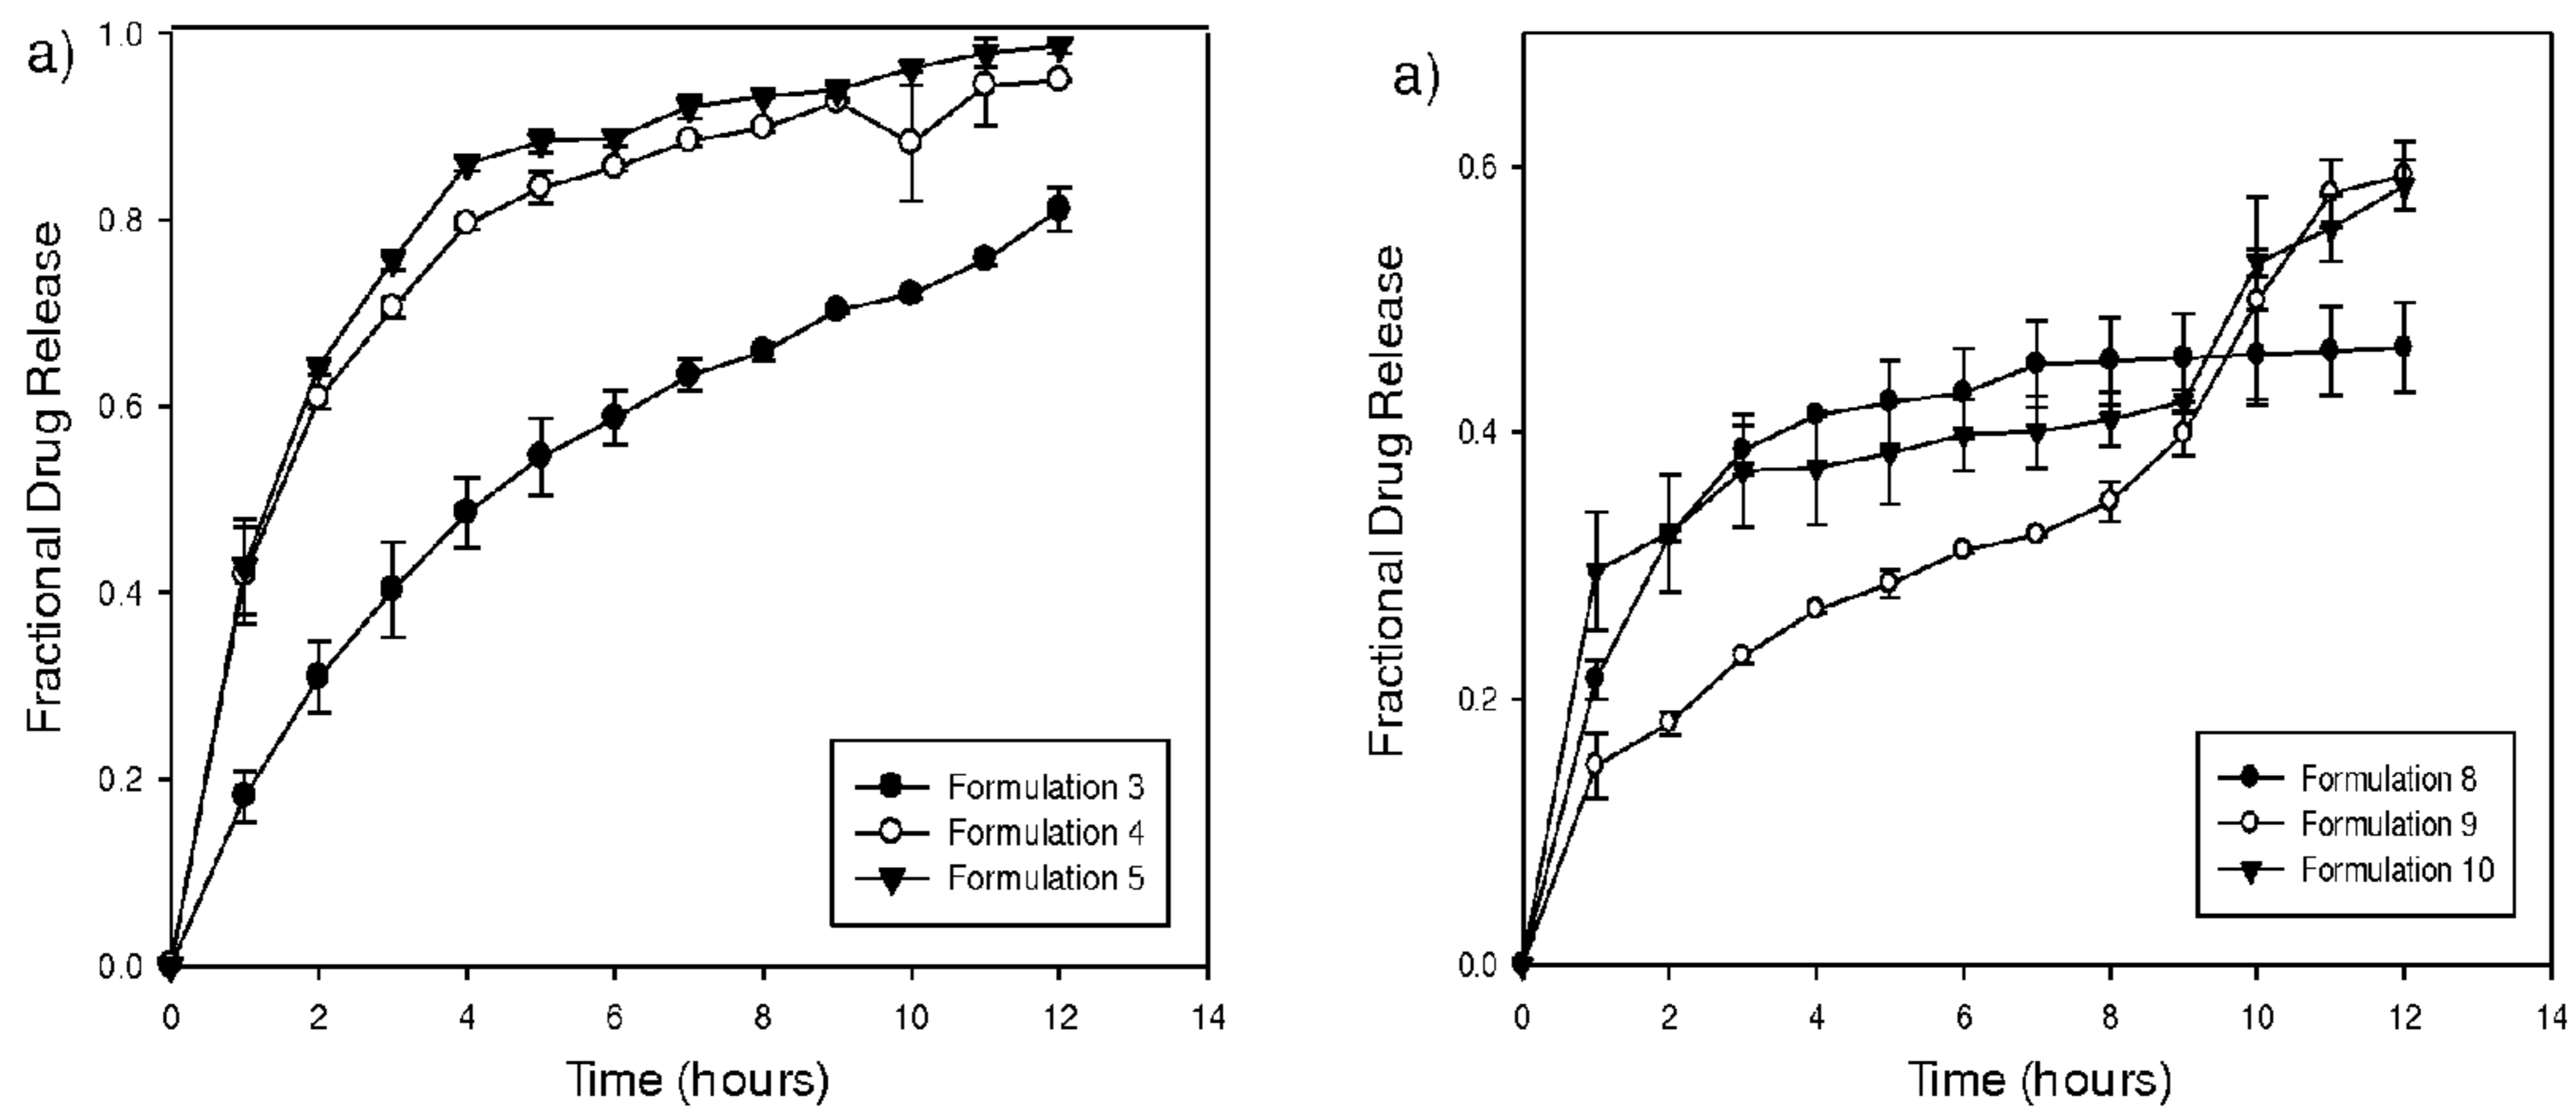 a)
1.0
0.8
0.6
0.4
0.2
0.0
Fractional Drug Release
Formulation 3
Formulation 4
Formulation 5
0 2 4 6 8 10 12 14
Time (hours)
a)
0.6
0.4
0.2
0.0
Fractional Drug Release
Formulation 8
Formulation 9
Formulation 10
0 2 4 6 8 10 12 14
Time (hours)